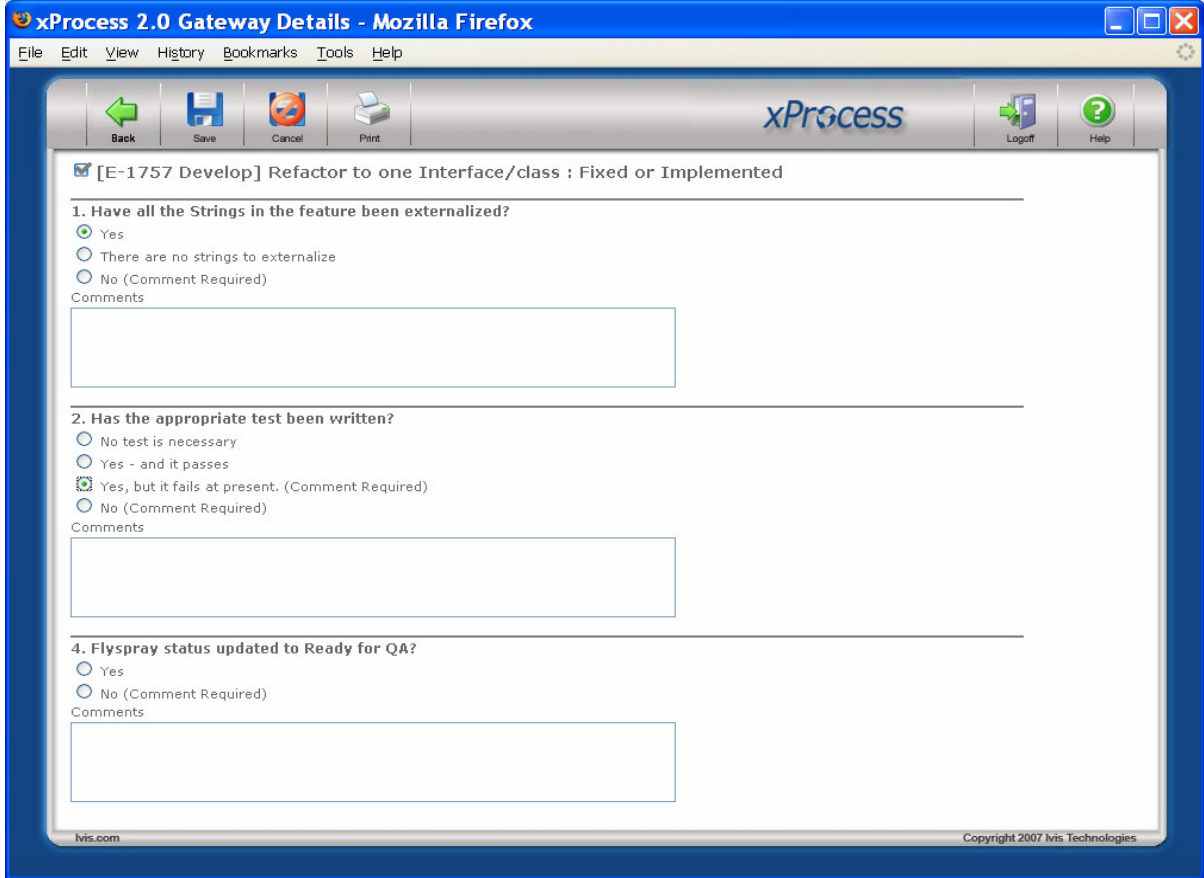 xProcess 2.0 Gateway Details - Mozilla Firefox
File Edit View History Bookmarks Tools Help
Back Save Cancel Print xProcess Logoff Help
[E-1757 Develop] Refactor to one Interface/class : Fixed or Implemented
1. Have all the Strings in the feature been externalized?
Yes
There are no strings to externalize
No (Comment Required)
Comments
2. Has the appropriate test been written?
No test is necessary
Yes - and it passes
Yes, but it fails at present. (Comment Required)
No (Comment Required)
Comments
4. Flyspray status updated to Ready for QA?
Yes
No (Comment Required)
Comments
Ivis.com Copyright 2007 Ivis Technologies